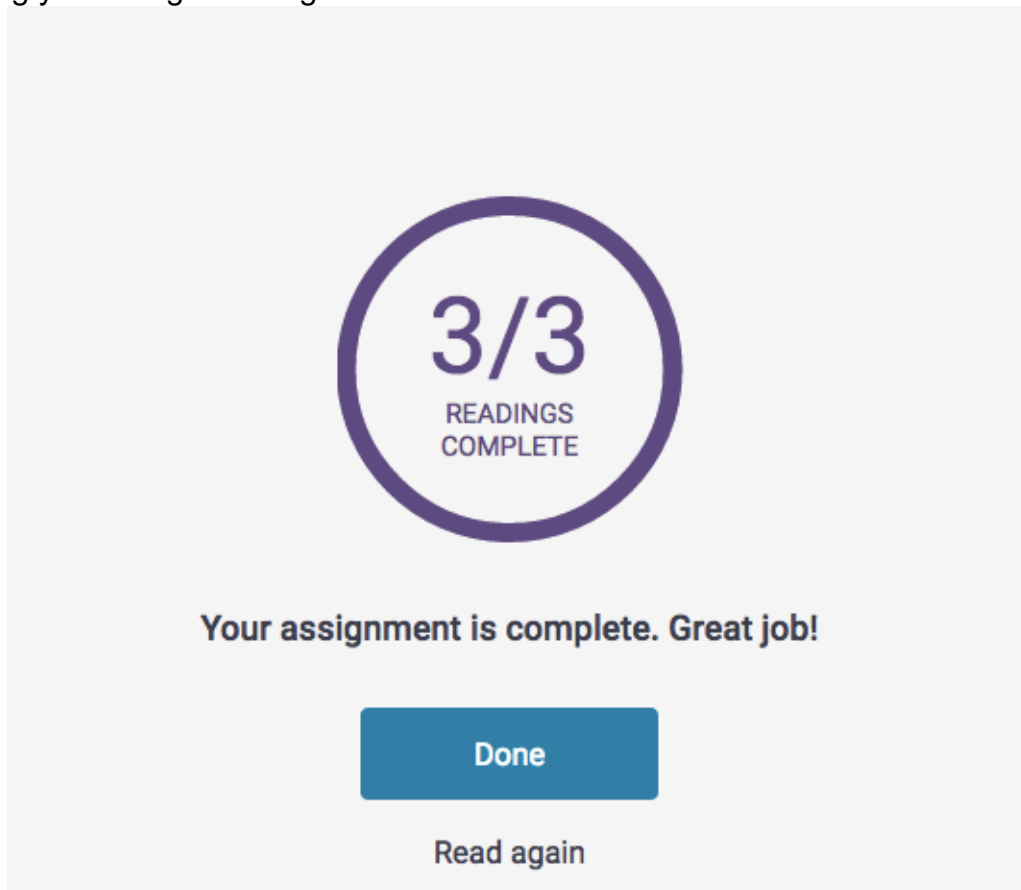 3/3
READINGS
COMPLETE
Your assignment is complete. Great job!
Done
Read again